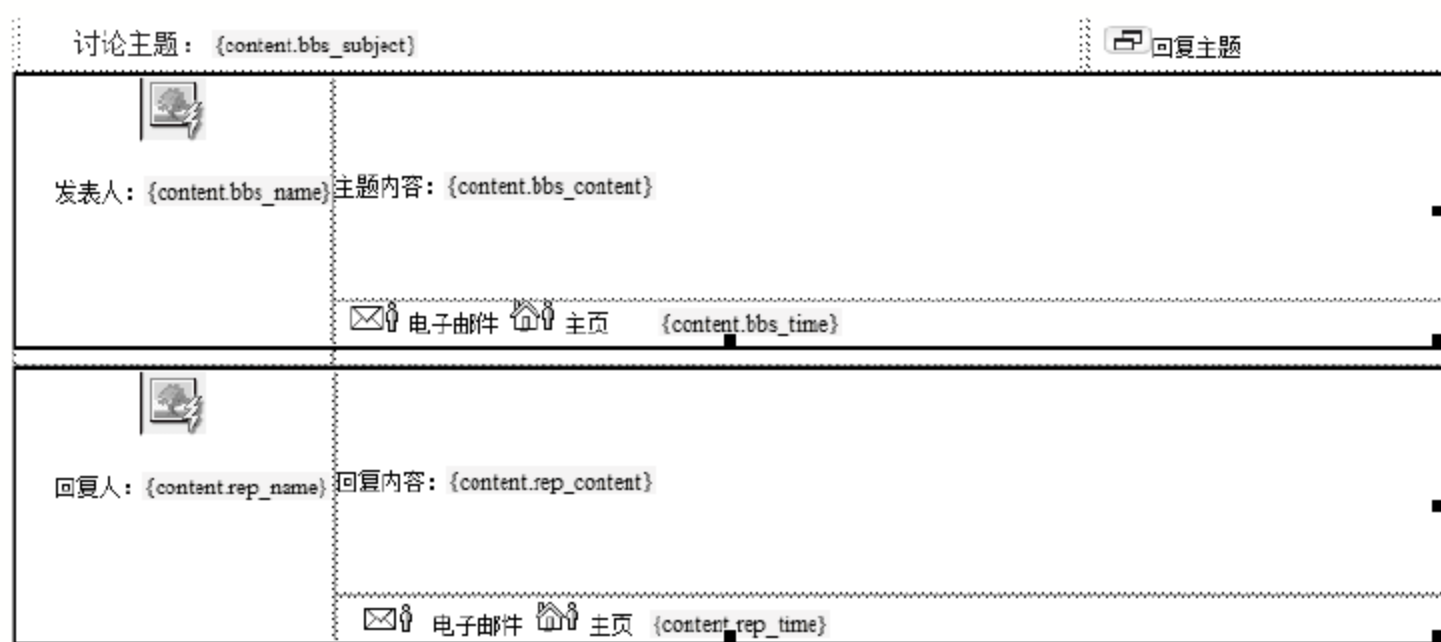 讨论主题：{content.bbs_subject} 回复主题
发表人：{content.bbs_name} 主题内容：{content.bbs_content}
电子邮件 主页 {content.bbs_time}
回复人：{content.rep_name} 回复内容：{content.rep_content}
电子邮件 主页 {content.rep_time}